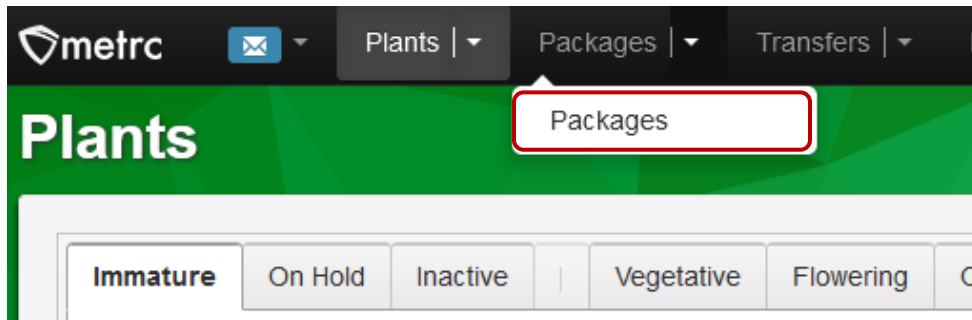 metrc Plants | Packages | Transfers |
Packages
Plants
Immature On Hold Inactive | Vegetative Flowering